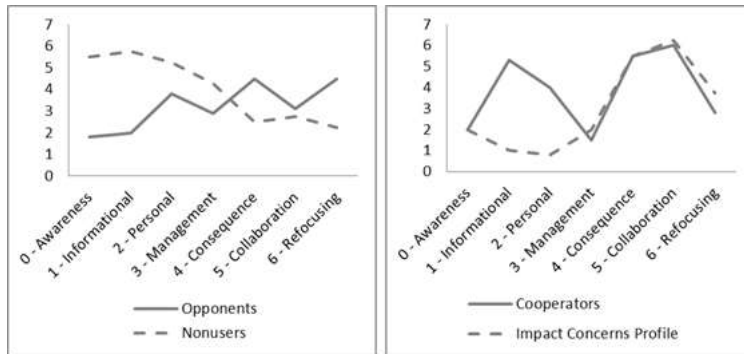 7
6
5
4
3
2
1
0
0 - Awareness
1 - Informational
2 - Personal
3 - Management
4 - Consequence
5 - Collaboration
6 - Refocusing
Opponents
Nonusers
7
6
5
4
3
2
1
0
0 - Awareness
1 - Informational
2 - Personal
3 - Management
4 - Consequence
5 - Collaboration
6 - Refocusing
Cooperators
Impact Concerns Profile